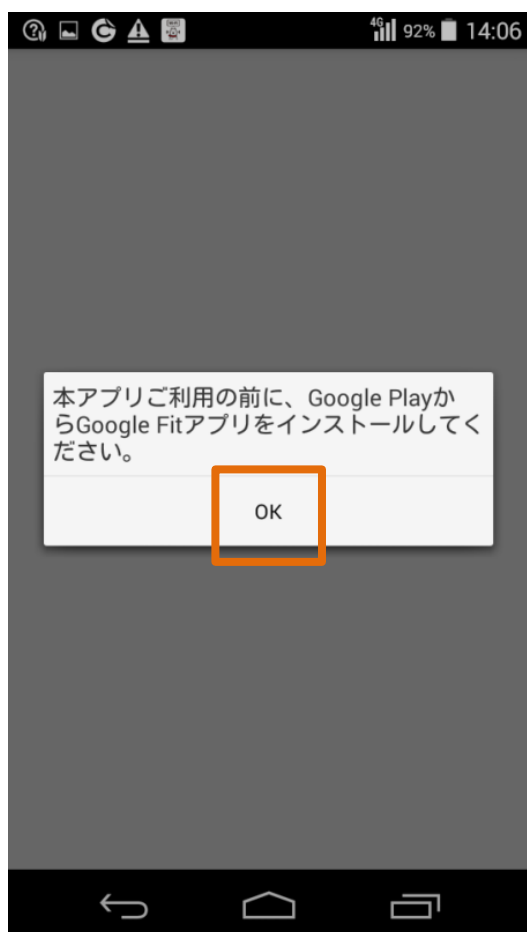 4G 92% 14:06
本アプリご利用の前に、Google Playか
らGoogle Fitアプリをインストールしてく
ださい。
OK